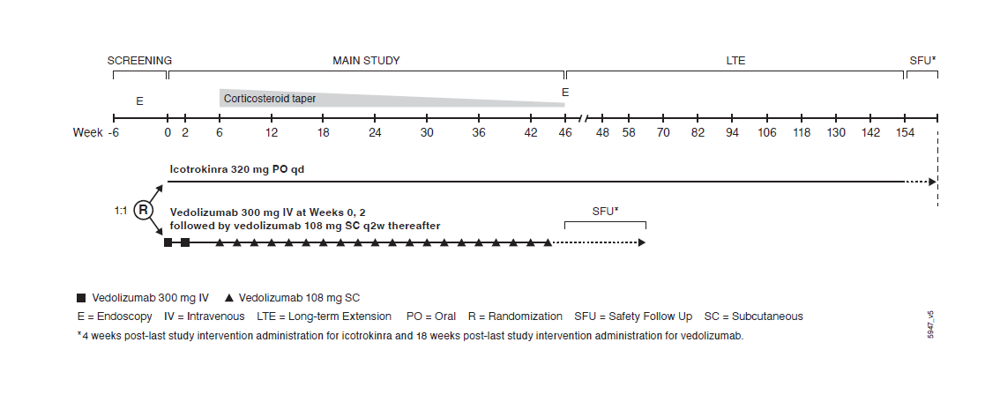 SCREENING MAIN STUDY LTE SFU*
E Corticosteroid taper E
Week -6 0 2 6 12 18 24 30 36 42 46 48 58 70 82 94 106 118 130 142 154
Icotrokinra 320 mg PO qd
1:1 R
Vedolizumab 300 mg IV at Weeks 0, 2
followed by vedolizumab 108 mg SC q2w thereafter
SFU*
Vedolizumab 300 mg IV Vedolizumab 108 mg SC
E = Endoscopy IV = Intravenous LTE = Long-term Extension PO = Oral R = Randomization SFU = Safety Follow Up SC = Subcutaneous
*4 weeks post-last study intervention administration for icotrokinra and 18 weeks post-last study intervention administration for vedolizumab.
5947_v5